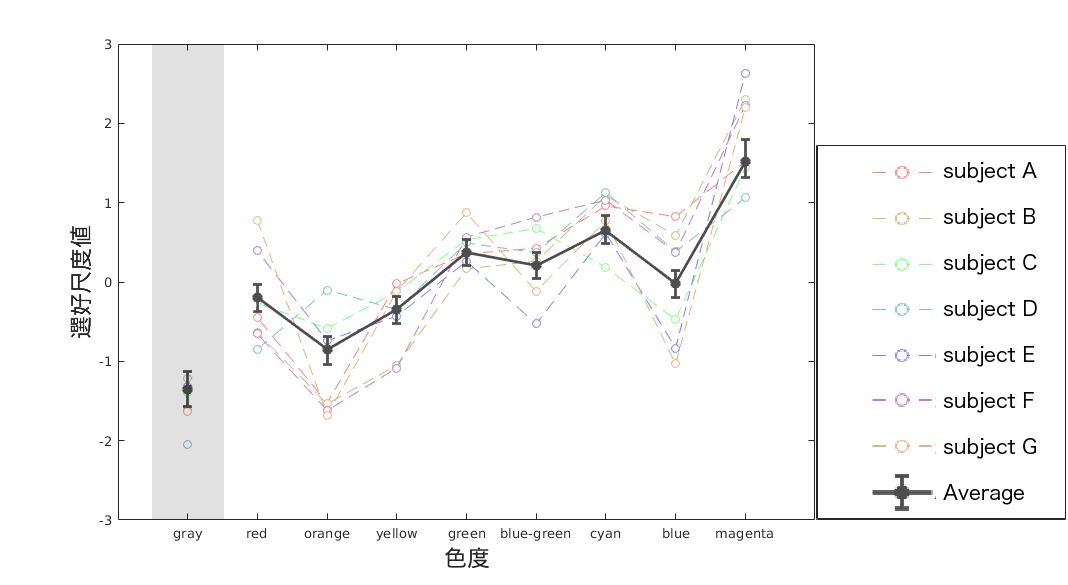 3
2
1
0
-1
-2
-3
選好尺度値
gray red orange yellow green blue-green cyan blue magenta
色度
subject A
subject B
subject C
subject D
subject E
subject F
subject G
Average